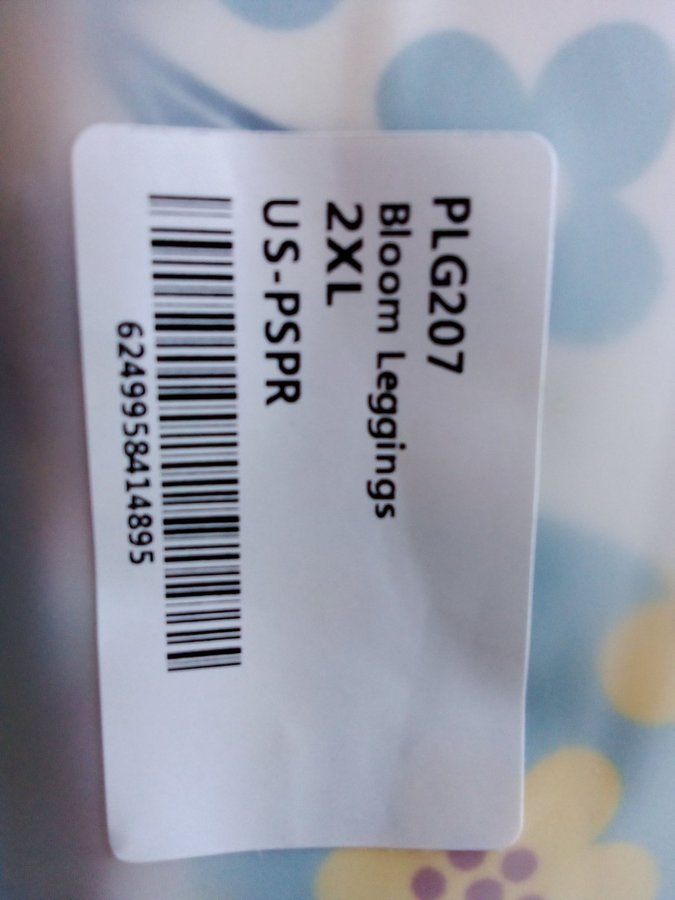 PLG207
Bloom Leggings
2XL
US-PSPR
6249958414895